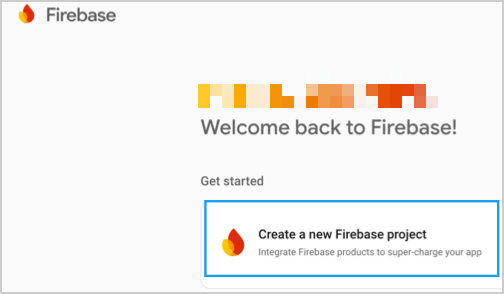 Firebase
Welcome back to Firebase!
Get started
Create a new Firebase project
Integrate Firebase products to super-charge your app